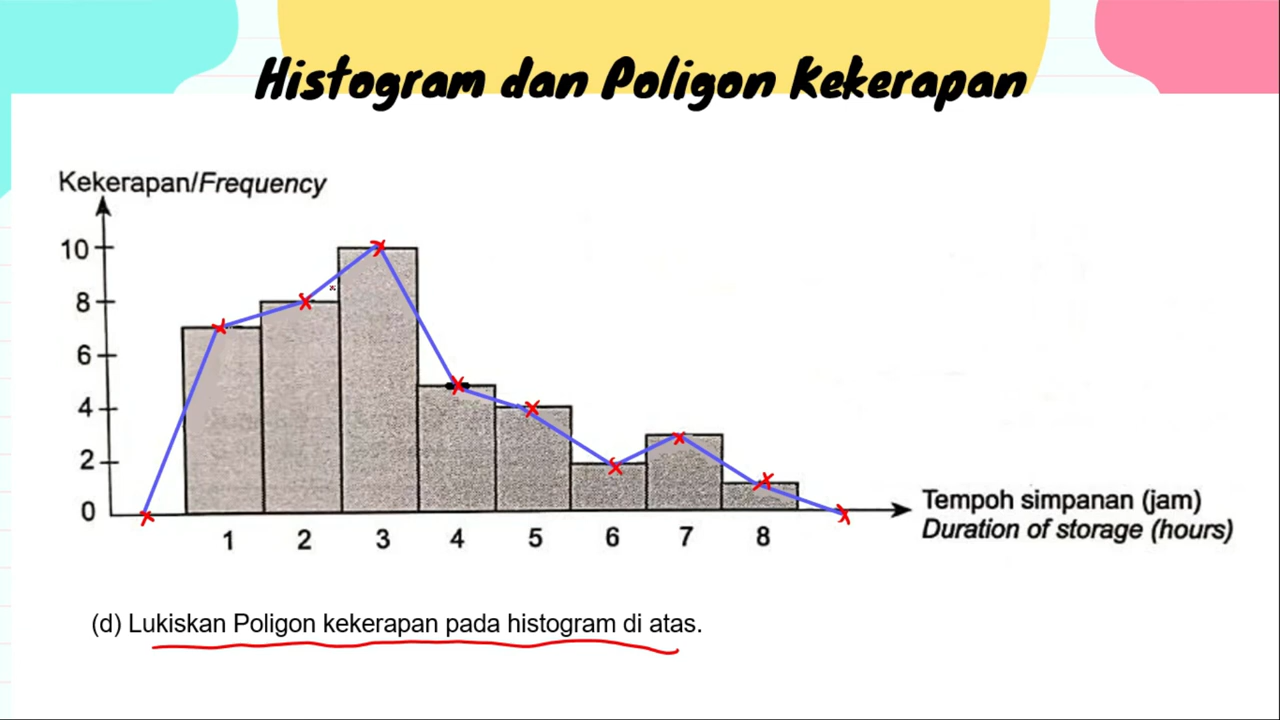 Histogram dan Poligon Kekerapan
Kekerapan/Frequency
10
8
6
4
2
0
1 2 3 4 5 6 7 8
Tempoh simpanan (jam)
Duration of storage (hours)
(d) Lukiskan Poligon kekerapan pada histogram di atas.